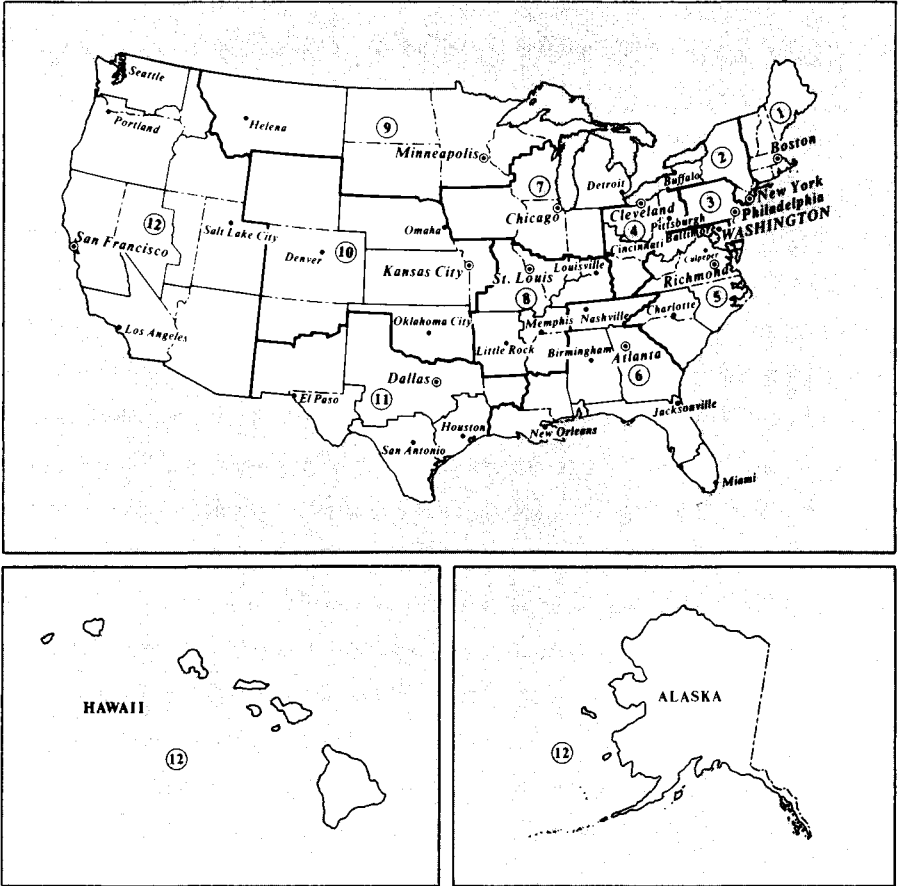 Seattle
Portland
Helena
9
1
Boston
2
Minneapolis
Buffalo
7
Detroit
New York
3
Philadelphia
Cleveland
Chicago
Pittsburgh
WASHINGTON
4
Baltimore
Cincinnati
12
Salt Lake City
Omaha
San Francisco
10
Denver
Culpeper
Kansas City
St. Louis
Louisville
Richmond
8
5
Los Angeles
Oklahoma City
Memphis
Nashville
Charlotte
Little Rock
Birmingham
Atlanta
Dallas
6
El Paso
11
Jacksonville
Houston
New Orleans
San Antonio
Miami
HAWAII
12
ALASKA
12